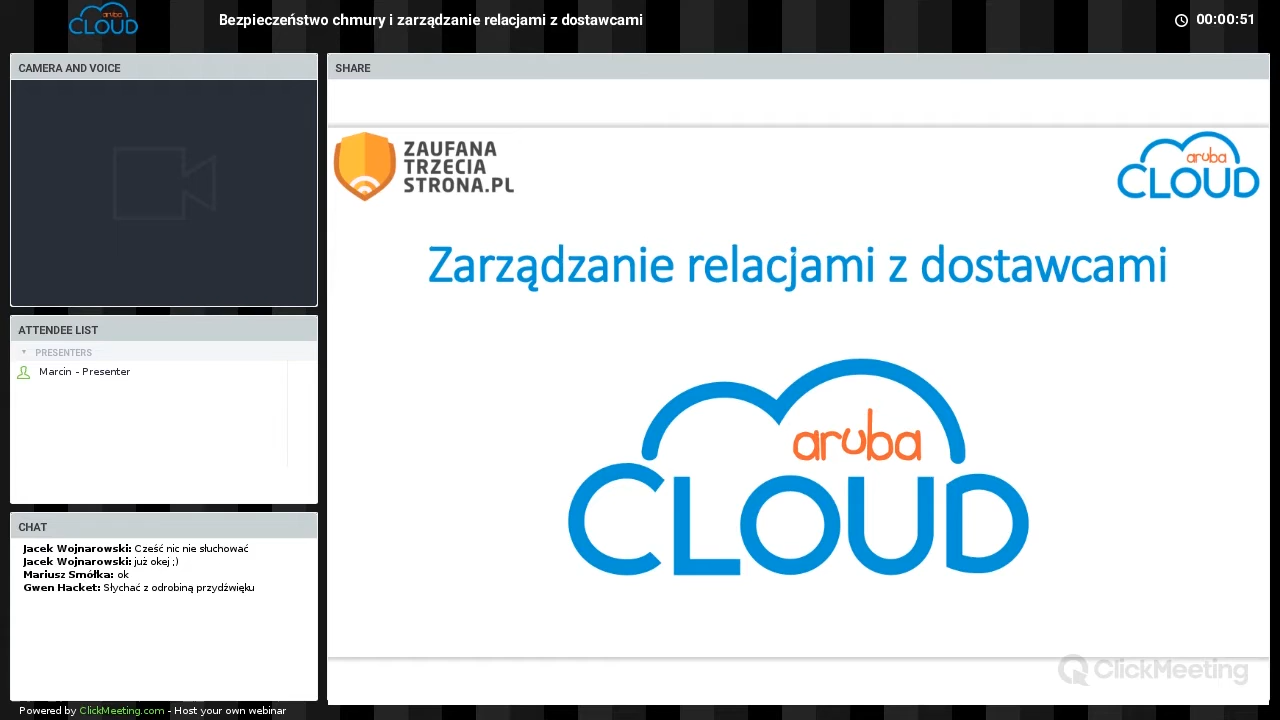 aruba
CLOUD
Bezpieczeństwo chmury i zarządzanie relacjami z dostawcami
00:00:51
CAMERA AND VOICE
ATTENDEE LIST
PRESENTERS
Marcin - Presenter
CHAT
Jacek Wojnarowski: Cześć nic nie słuchować
Jacek Wojnarowski: już okej ;)
Mariusz Smółka: ok
Gwen Hacket: Słychać z odrobiną przydźwięku
SHARE
ZAUFANA
TRZECIA
STRONA.PL
aruba
CLOUD
Zarządzanie relacjami z dostawcami
aruba
CLOUD
ClickMeeting
Powered by ClickMeeting.com - Host your own webinar